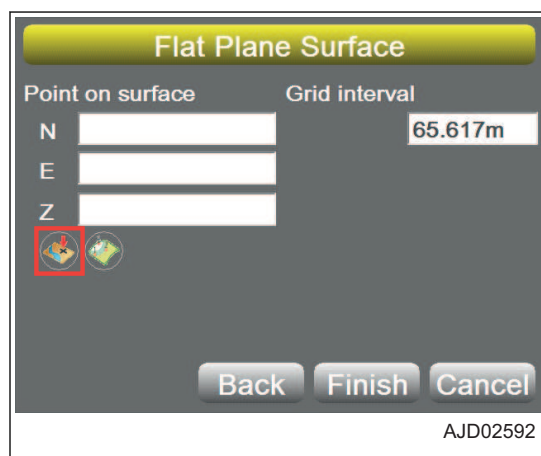 Flat Plane Surface
Point on surface
Grid interval
N
65.617m
E
Z
Back
Finish
Cancel
AJD02592